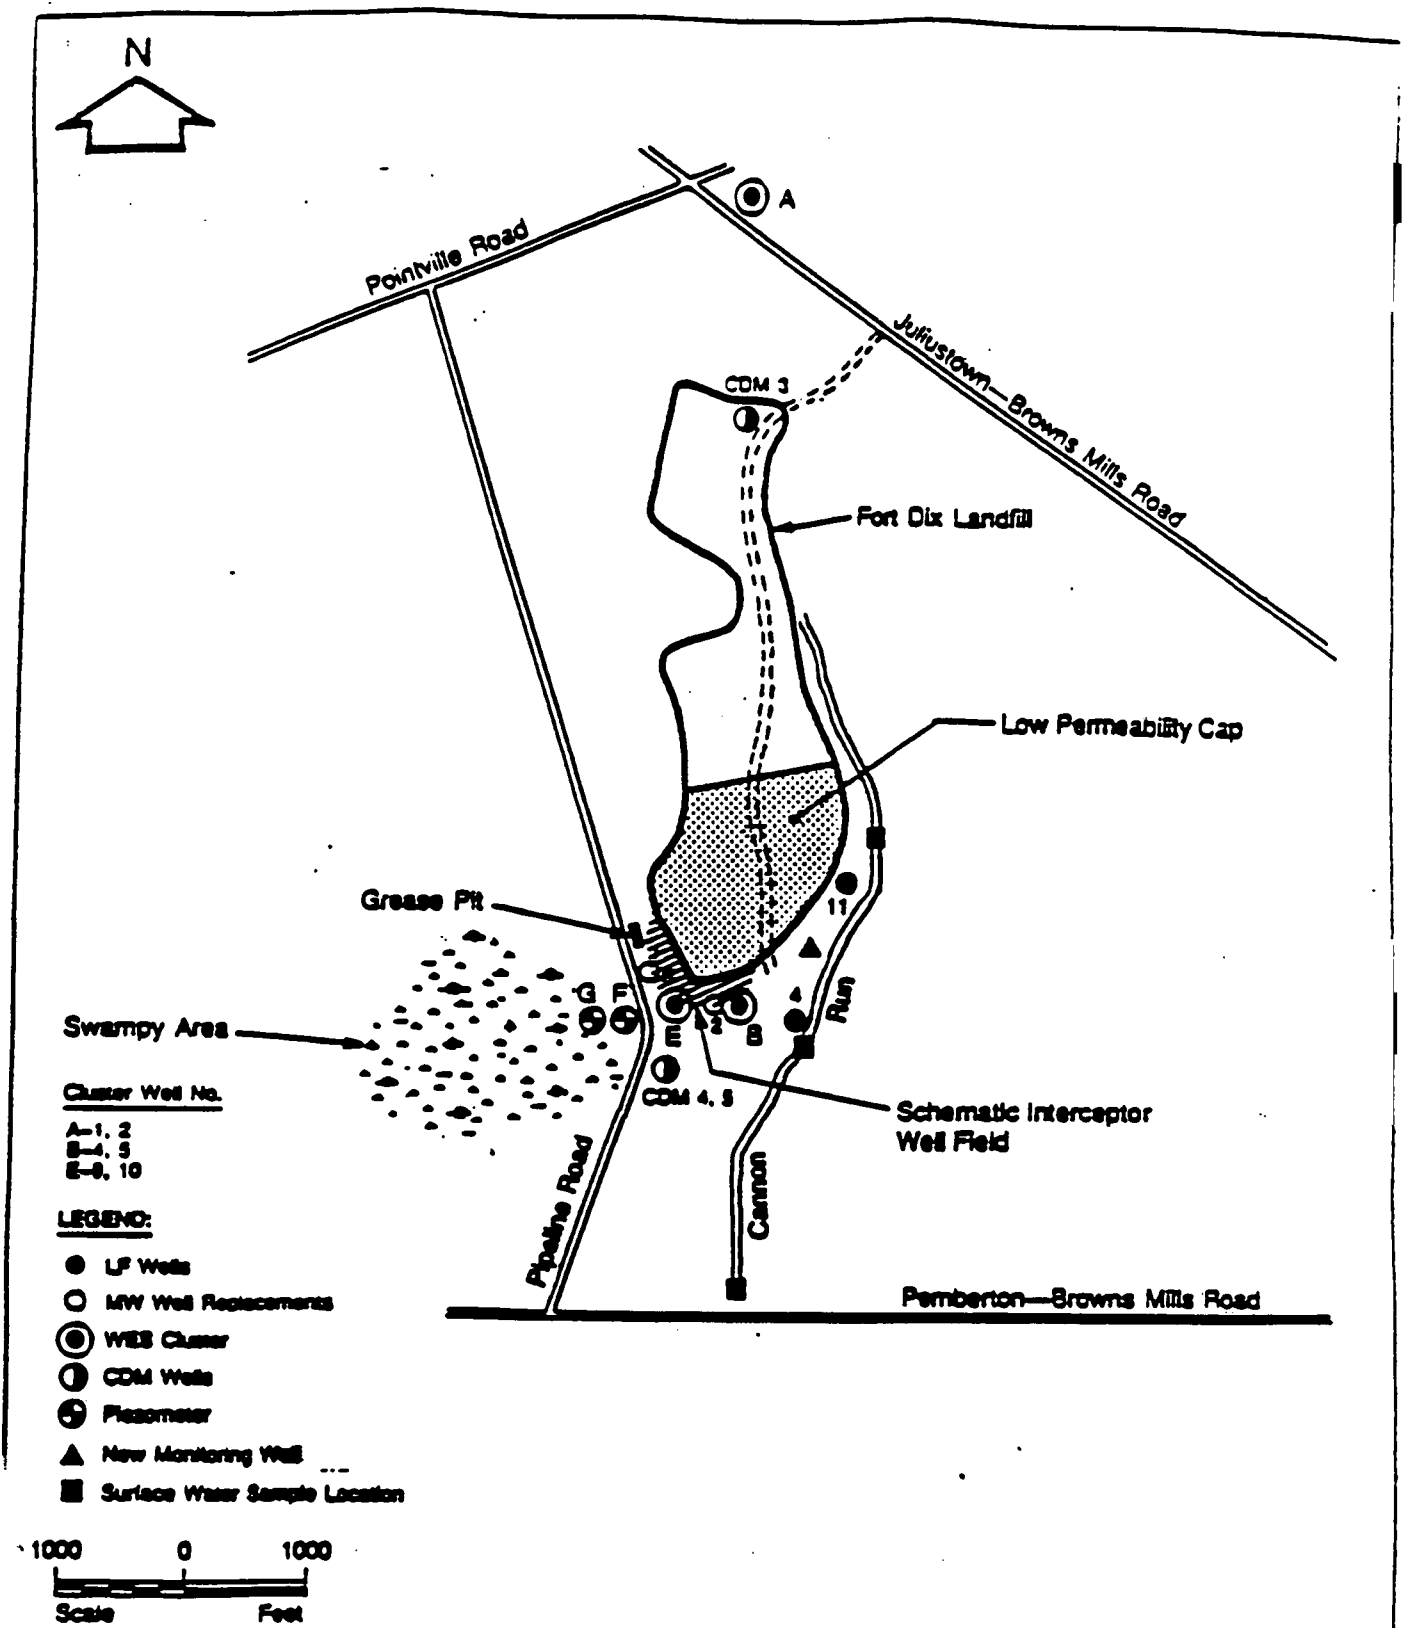 N
A
Pointville Road
Juliustown—Browns Mills Road
CDM 3
Fort Dix Landfill
Low Permeability Cap
Grease Pit
11
G F
4
Run
Swampy Area
E 2 B
CDM 4, 5
Cluster Well No.
A—1, 2
B—4, 5
E—9, 10
Schematic Interceptor
Well Field
Pipeline Road
Cannon
LEGEND:
LF Wells
MW Well Replacements
WES Cluster
CDM Wells
Piezometer
New Monitoring Well
Surface Water Sample Location
Pemberton—Browns Mills Road
1000 0 1000
Scale Feet